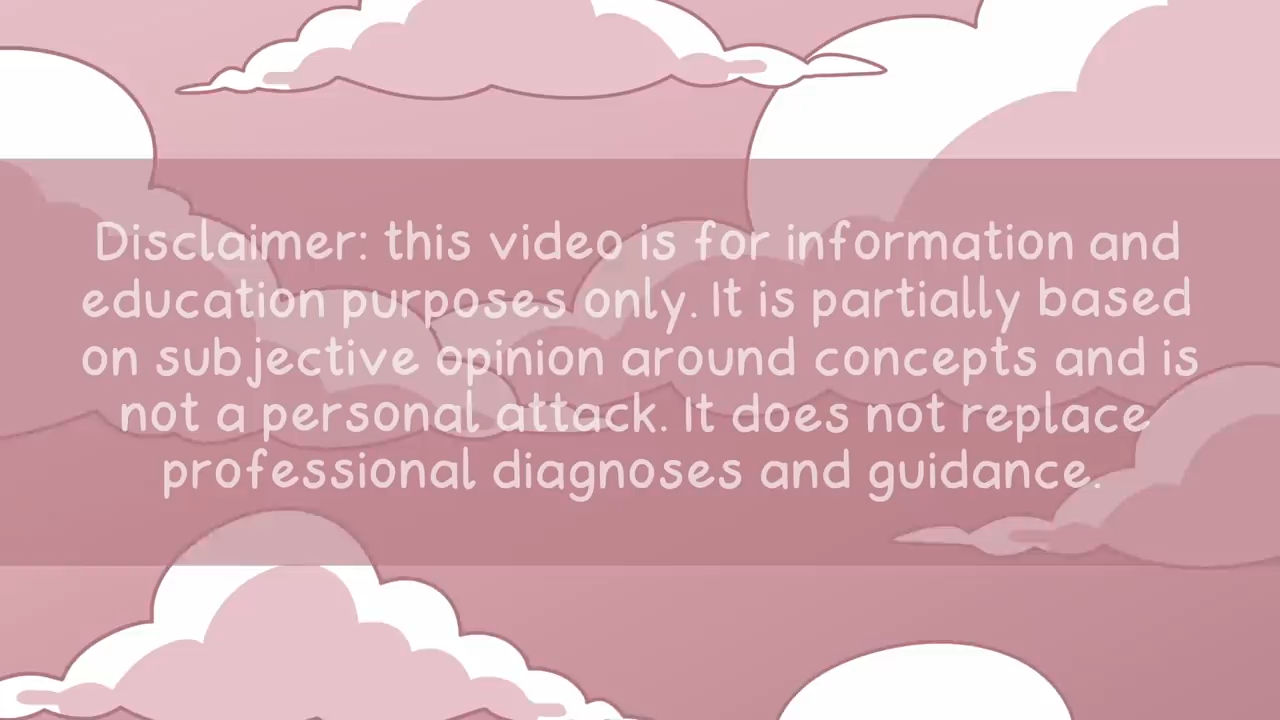 Disclaimer: this video is for information and
education purposes only. It is partially based
on subjective opinion around concepts and is
not a personal attack. It does not replace
professional diagnoses and guidance.